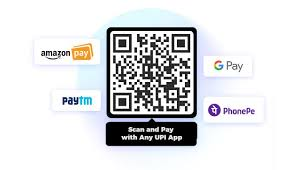 amazon pay
G Pay
paytm
PhonePe
Scan and Pay
with Any UPI App